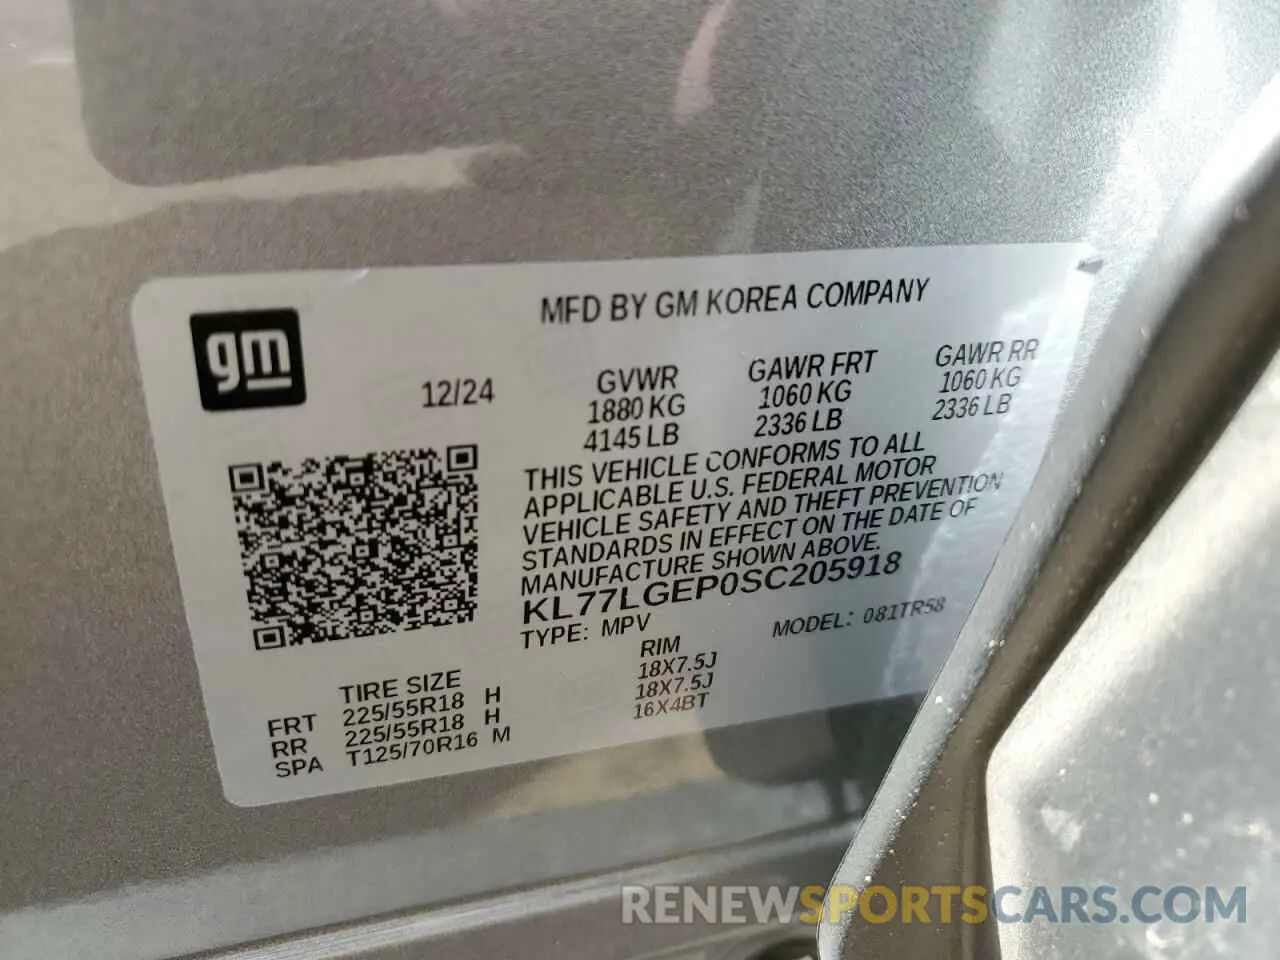 gm
MFD BY GM KOREA COMPANY
12/24
GVWR GAWR FRT GAWR RR
1880 KG 1060 KG 1060 KG
4145 LB 2336 LB 2336 LB
THIS VEHICLE CONFORMS TO ALL
APPLICABLE U.S. FEDERAL MOTOR
VEHICLE SAFETY AND THEFT PREVENTION
STANDARDS IN EFFECT ON THE DATE OF
MANUFACTURE SHOWN ABOVE.
KL77LGEP0SC205918
TYPE: MPV MODEL: 081TR58
TIRE SIZE RIM
FRT 225/55R18 H 18X7.5J
RR 225/55R18 H 18X7.5J
SPA T125/70R16 M 16X4BT
RENEWSPORTSCARS.COM